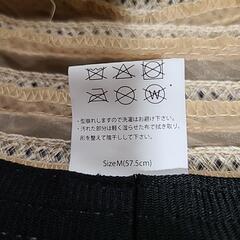 ・型崩れしますので洗濯はお避け下さい
・汚れた部分は軽く湿らせた布で拭き取り、
形を整えて陰干しして下さい。
SizeM(57.5cm)